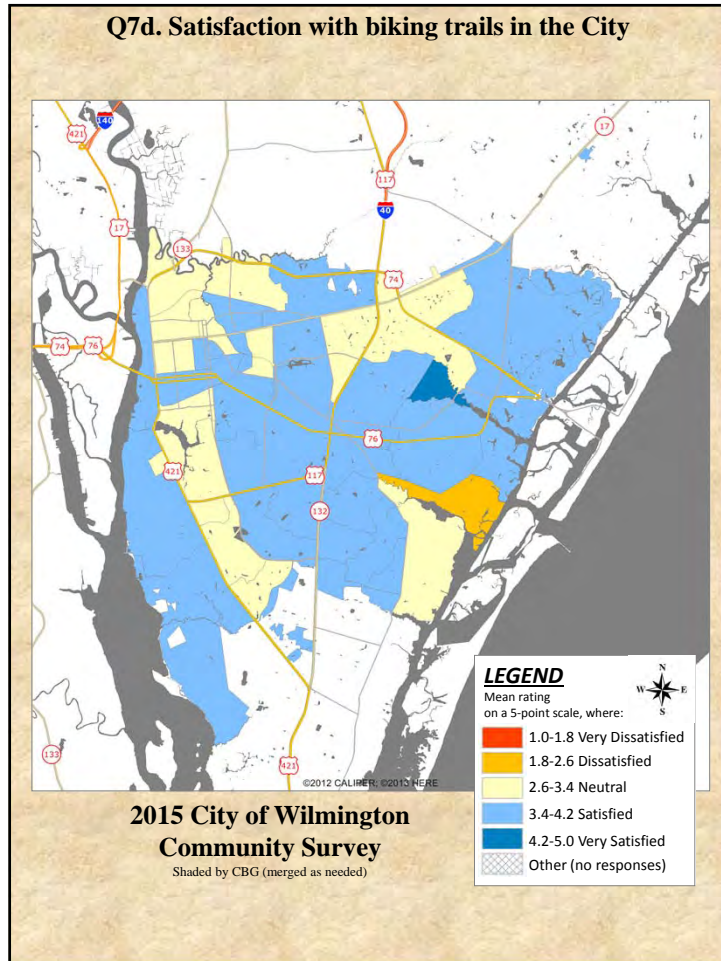 Q7d. Satisfaction with biking trails in the City
140
421
17
117
40
17
133
74
74
76
76
421
117
132
133
421
LEGEND
Mean rating
on a 5-point scale, where:
N
W E
S
1.0-1.8 Very Dissatisfied
1.8-2.6 Dissatisfied
2.6-3.4 Neutral
3.4-4.2 Satisfied
4.2-5.0 Very Satisfied
Other (no responses)
©2012 CALIPER; ©2013 HERE
2015 City of Wilmington
Community Survey
Shaded by CBG (merged as needed)